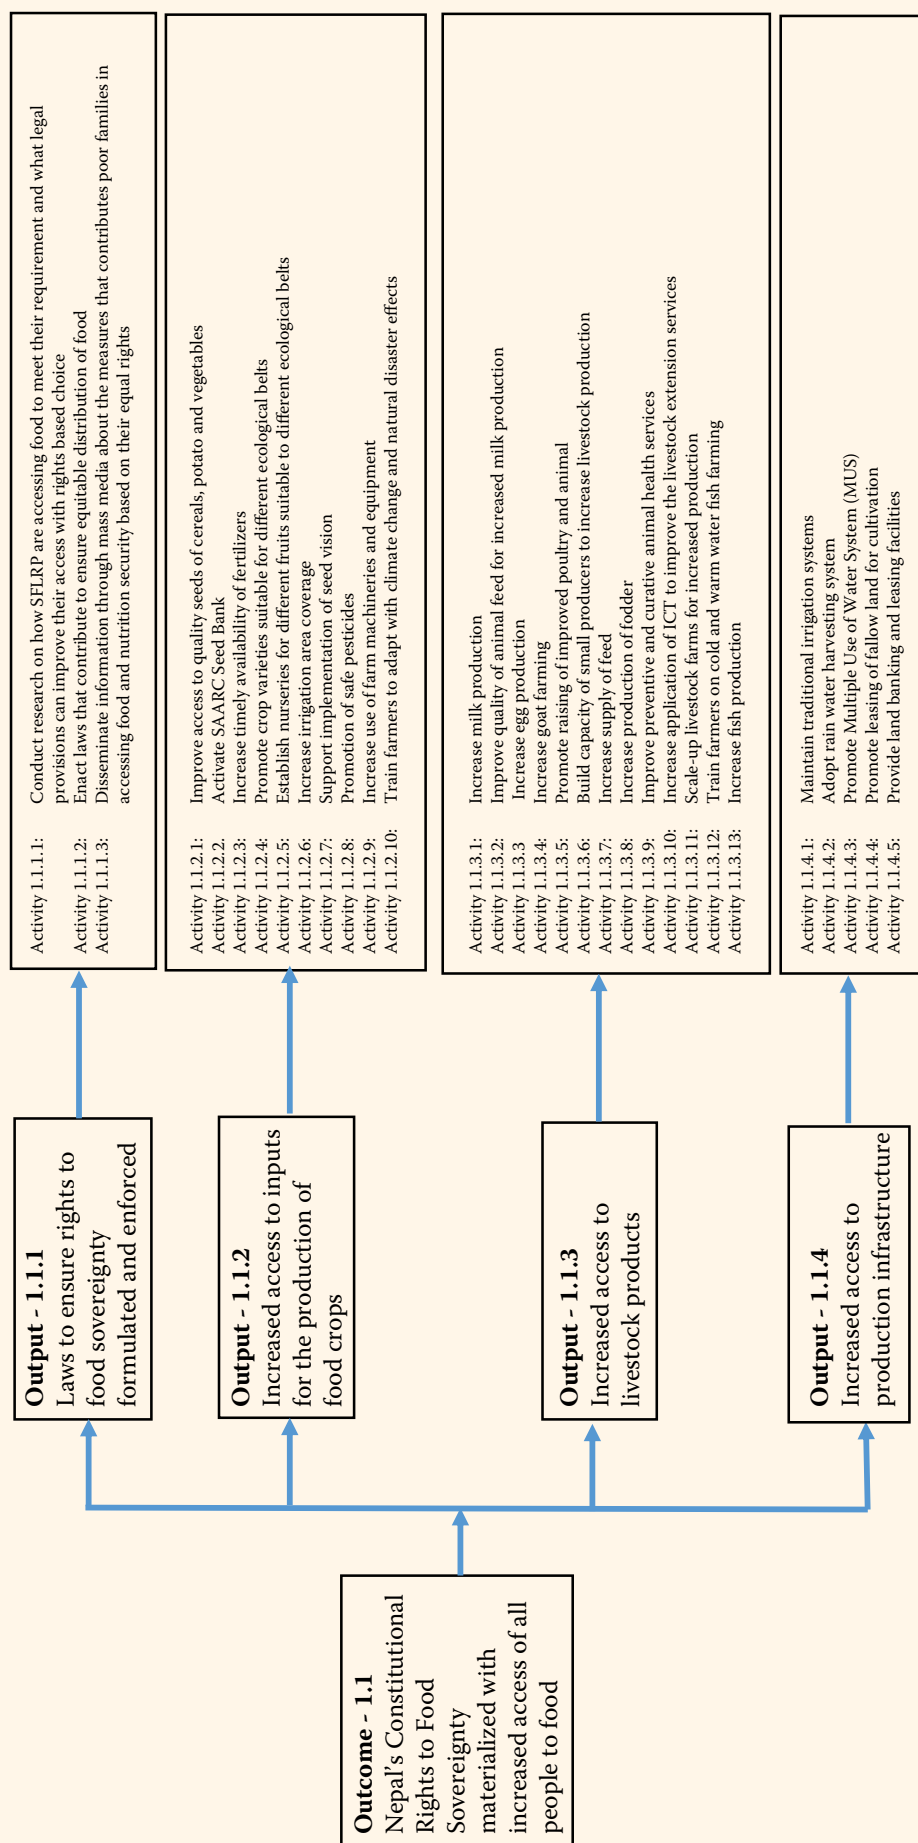 Outcome - 1.1
Nepal's Constitutional
Rights to Food
Sovereignty
materialized with
increased access of all
people to food
Output - 1.1.1
Laws to ensure rights to
food sovereignty
formulated and enforced
Activity 1.1.1.1: Conduct research on how SFLRP are accessing food to meet their requirement and what legal
provisions can improve their access with rights based choice
Activity 1.1.1.2: Enact laws that contribute to ensure equitable distribution of food
Activity 1.1.1.3: Disseminate information through mass media about the measures that contributes poor families in
accessing food and nutrition security based on their equal rights
Output - 1.1.2
Increased access to inputs
for the production of
food crops
Activity 1.1.2.1: Improve access to quality seeds of cereals, potato and vegetables
Activity 1.1.2.2. Activate SAARC Seed Bank
Activity 1.1.2.3: Increase timely availability of fertilizers
Activity 1.1.2.4: Promote crop varieties suitable for different ecological belts
Activity 1.1.2.5: Establish nurseries for different fruits suitable to different ecological belts
Activity 1.1.2.6: Increase irrigation area coverage
Activity 1.1.2.7: Support implementation of seed vision
Activity 1.1.2.8: Promotion of safe pesticides
Activity 1.1.2.9: Increase use of farm machineries and equipment
Activity 1.1.2.10: Train farmers to adapt with climate change and natural disaster effects
Output - 1.1.3
Increased access to
livestock products
Activity 1.1.3.1: Increase milk production
Activity 1.1.3.2: Improve quality of animal feed for increased milk production
Activity 1.1.3.3 Increase egg production
Activity 1.1.3.4: Increase goat farming
Activity 1.1.3.5: Promote raising of improved poultry and animal
Activity 1.1.3.6: Build capacity of small producers to increase livestock production
Activity 1.1.3.7: Increase supply of feed
Activity 1.1.3.8: Increase production of fodder
Activity 1.1.3.9: Improve preventive and curative animal health services
Activity 1.1.3.10: Increase application of ICT to improve the livestock extension services
Activity 1.1.3.11: Scale-up livestock farms for increased production
Activity 1.1.3.12: Train farmers on cold and warm water fish farming
Activity 1.1.3.13: Increase fish production
Output - 1.1.4
Increased access to
production infrastructure
Activity 1.1.4.1: Maintain traditional irrigation systems
Activity 1.1.4.2: Adopt rain water harvesting system
Activity 1.1.4.3: Promote Multiple Use of Water System (MUS)
Activity 1.1.4.4: Promote leasing of fallow land for cultivation
Activity 1.1.4.5: Provide land banking and leasing facilities